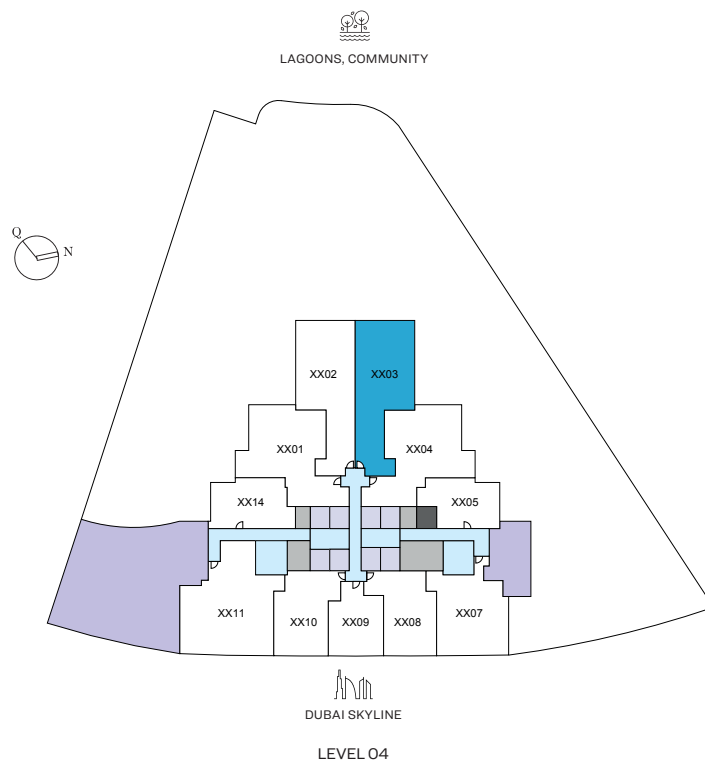 LAGOONS, COMMUNITY
Q
N
XX02
XX03
XX01
XX04
XX14
XX05
XX11
XX10
XX09
XX08
XX07
DUBAI SKYLINE
LEVEL 04